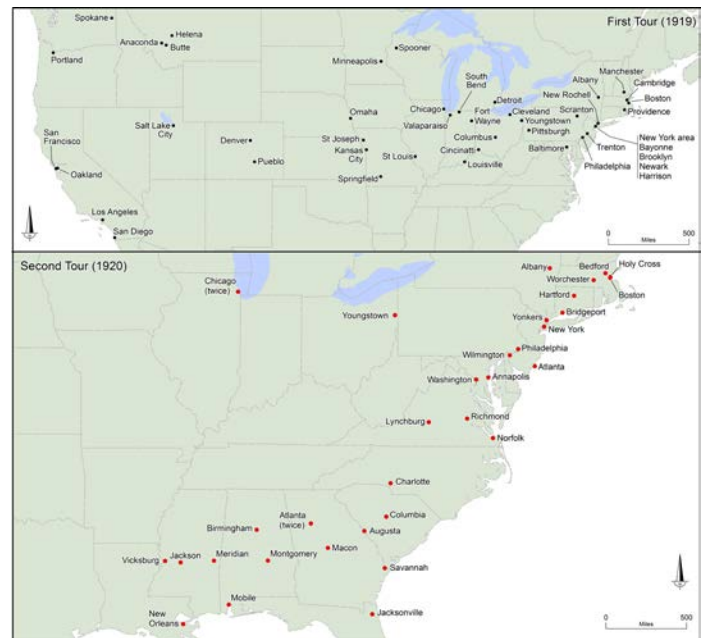 First Tour (1919)
Spokane
Helena
Anaconda
Butte
Portland
Spooner
Minneapolis
South
Bend
Manchester
Albany
Cambridge
New Rochell
Boston
Chicago
Detroit
Fort
Wayne
Cleveland
Scranton
Providence
Valaparaiso
Youngstown
Omaha
Columbus
Pittsburgh
Salt Lake
City
Denver
St Joseph
Kansas
City
St Louis
Cincinatti
Baltimore
Trenton
New York area
Bayonne
Brooklyn
Newark
Harrison
Philadelphia
San
Francisco
Oakland
Pueblo
Louisville
Springfield
Los Angeles
San Diego
0 500
Miles
Second Tour (1920)
Chicago
(twice)
Albany
Bedford
Holy Cross
Worchester
Hartford
Boston
Bridgeport
Youngstown
Yonkers
New York
Philadelphia
Wilmington
Atlanta
Washington
Annapolis
Lynchburg
Richmond
Norfolk
Charlotte
Atlanta
(twice)
Columbia
Birmingham
Augusta
Macon
Vicksburg
Jackson
Meridian
Montgomery
Savannah
Mobile
New
Orleans
Jacksonville
0 500
Miles